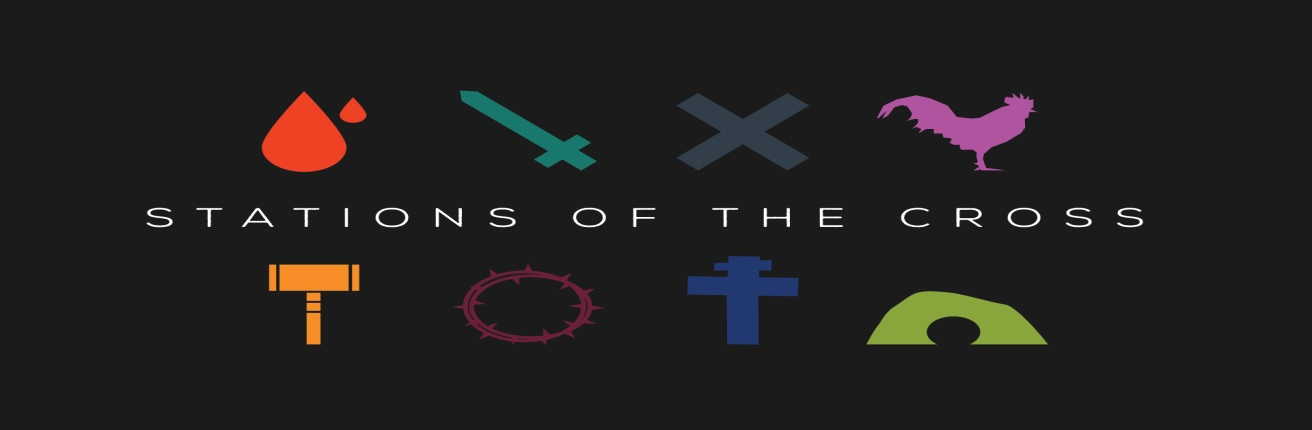 STATIONS OF THE CROSS